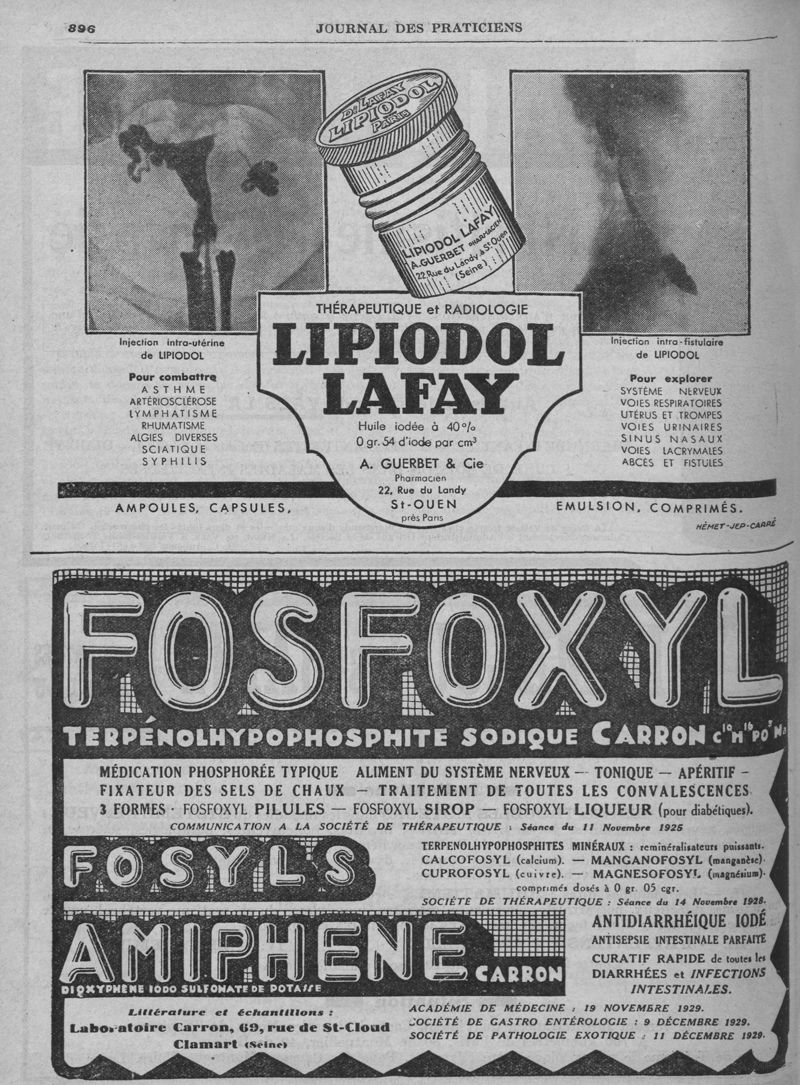 896
JOURNAL DES PRATICIENS
Dr LAFAY
LIPIODOL
PARIS
LIPIODOL LAFAY
A. GUERBET PHARMACIEN
22 Rue du Landy à St-Ouen
(Seine)
THÉRAPEUTIQUE et RADIOLOGIE
LIPIODOL
LAFAY
Huile iodée à 40%
0 gr. 54 d'iode par cm³
A. GUERBET & Cie
Pharmacien
22, Rue du Landy
St-OUEN
près Paris
Injection intra-utérine
de LIPIODOL
Pour combattre
ASTHME
ARTÉRIOSCLÉROSE
LYMPHATISME
RHUMATISME
ALGIES DIVERSES
SCIATIQUE
SYPHILIS
Injection intra-fistulaire
de LIPIODOL
Pour explorer
SYSTÈME NERVEUX
VOIES RESPIRATOIRES
UTÉRUS ET TROMPES
VOIES URINAIRES
SINUS NASAUX
VOIES LACRYMALES
ABCÈS ET FISTULES
AMPOULES, CAPSULES,
EMULSION, COMPRIMÉS.
HÉMET-JEP-CARRÉ
FOSFOXYL
TERPÉNOLHYPOPHOSPHITE SODIQUE CARRON C¹⁰H¹⁶PO³Na
MÉDICATION PHOSPHORÉE TYPIQUE ALIMENT DU SYSTÈME NERVEUX — TONIQUE — APÉRITIF -
FIXATEUR DES SELS DE CHAUX - TRAITEMENT DE TOUTES LES CONVALESCENCES
3 FORMES · FOSFOXYL PILULES — FOSFOXYL SIROP — FOSFOXYL LIQUEUR (pour diabétiques).
COMMUNICATION A LA SOCIÉTÉ DE THÉRAPEUTIQUE : Séance du 11 Novembre 1925
FOSYLS
TERPENOLHYPOPHOSPHITES MINÉRAUX : reminéralisateurs puissants.
CALCOFOSYL (calcium). — MANGANOFOSYL (manganèse).
CUPROFOSYL (cuivre). — MAGNESOFOSYL (magnésium).
comprimés dosés à 0 gr. 05 cgr.
SOCIÉTE DE THÉRAPEUTIQUE : Séance du 14 Novembre 1928.
AMIPHENE
CARRON
DIOXYPHÈNE IODO SULFONATE DE POTASSE
ANTIDIARRHÉIQUE IODÉ
ANTISEPSIE INTESTINALE PARFAITE
CURATIF RAPIDE de toutes les
DIARRHÉES et INFECTIONS
INTESTINALES.
Littérature et échantillons :
Laboratoire Carron, 69, rue de St-Cloud
Clamart (Seine)
ACADÉMIE DE MÉDECINE : 19 NOVEMBRE 1929.
SOCIÉTÉ DE GASTRO ENTÉROLOGIE : 9 DÉCEMBRE 1929.
SOCIÉTÉ DE PATHOLOGIE EXOTIQUE : 11 DÉCEMBRE 1929.